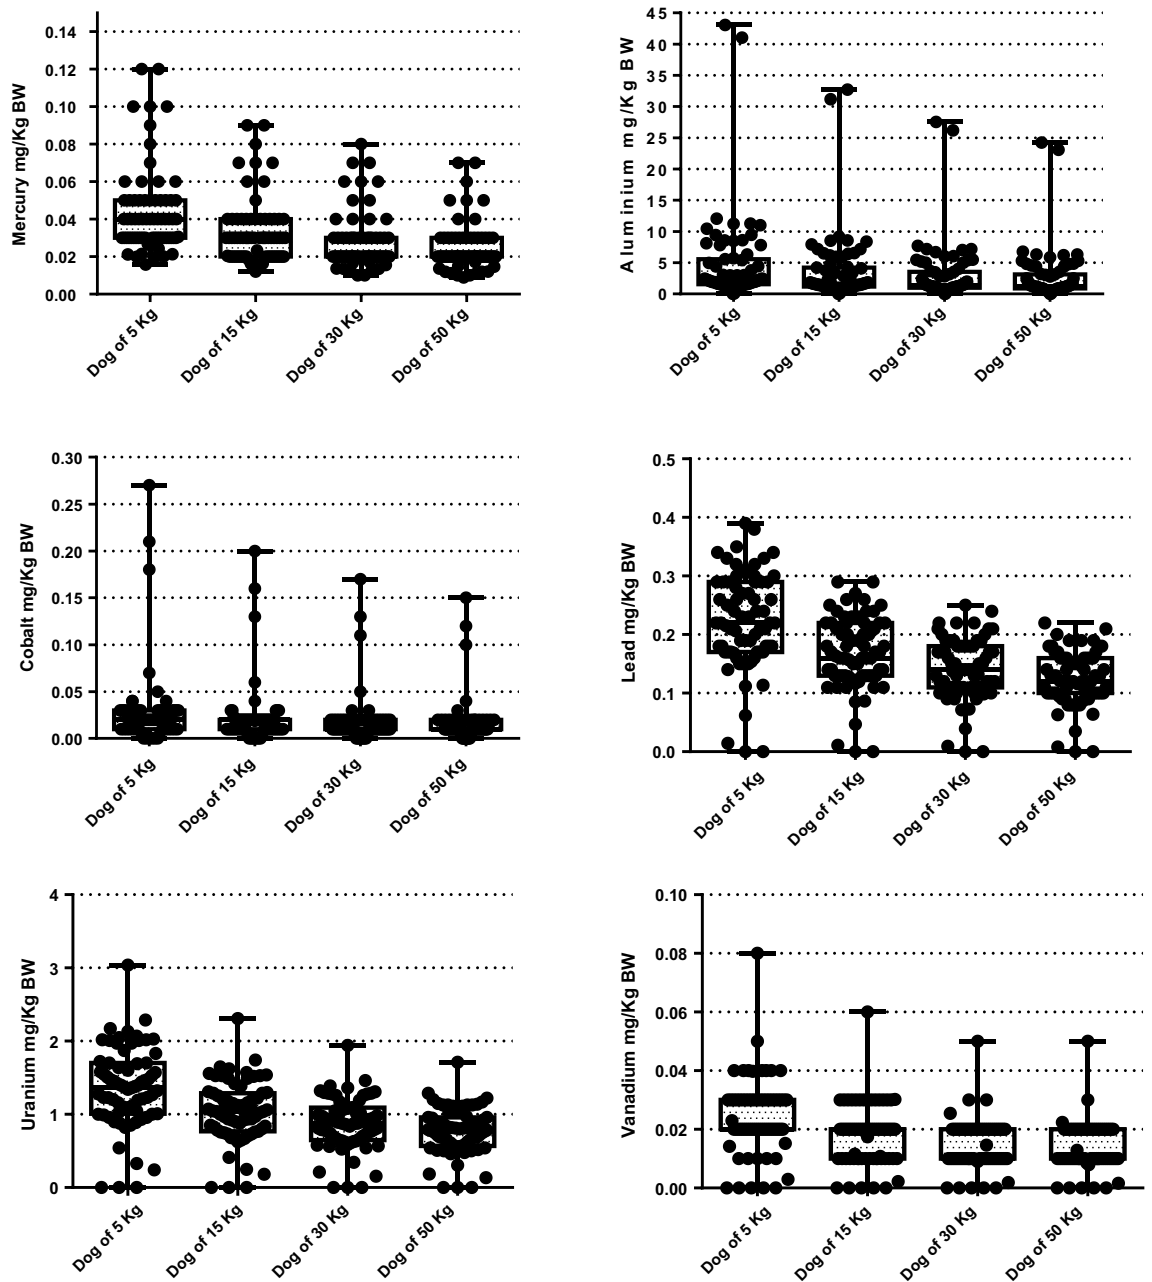 Mercury mg/Kg BW
0.14
0.12
0.10
0.08
0.06
0.04
0.02
0.00
Dog of 5 Kg
Dog of 15 Kg
Dog of 30 Kg
Dog of 50 Kg
Aluminium mg/Kg BW
45
40
35
30
25
20
15
10
5
0
Dog of 5 Kg
Dog of 15 Kg
Dog of 30 Kg
Dog of 50 Kg
Cobalt mg/Kg BW
0.30
0.25
0.20
0.15
0.10
0.05
0.00
Dog of 5 Kg
Dog of 15 Kg
Dog of 30 Kg
Dog of 50 Kg
Lead mg/Kg BW
0.5
0.4
0.3
0.2
0.1
0.0
Dog of 5 Kg
Dog of 15 Kg
Dog of 30 Kg
Dog of 50 Kg
Uranium mg/Kg BW
4
3
2
1
0
Dog of 5 Kg
Dog of 15 Kg
Dog of 30 Kg
Dog of 50 Kg
Vanadium mg/Kg BW
0.10
0.08
0.06
0.04
0.02
0.00
Dog of 5 Kg
Dog of 15 Kg
Dog of 30 Kg
Dog of 50 Kg